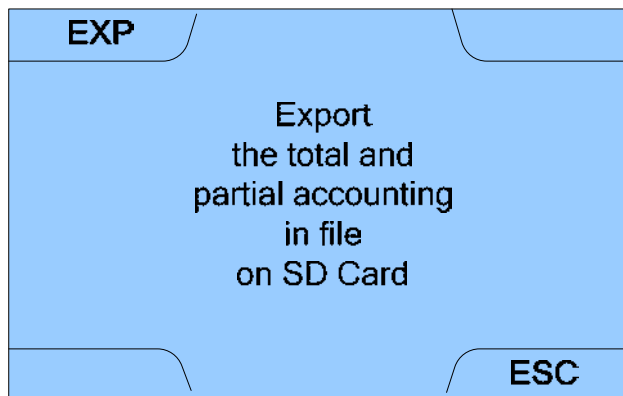 EXP
Export
the total and
partial accounting
in file
on SD Card
ESC